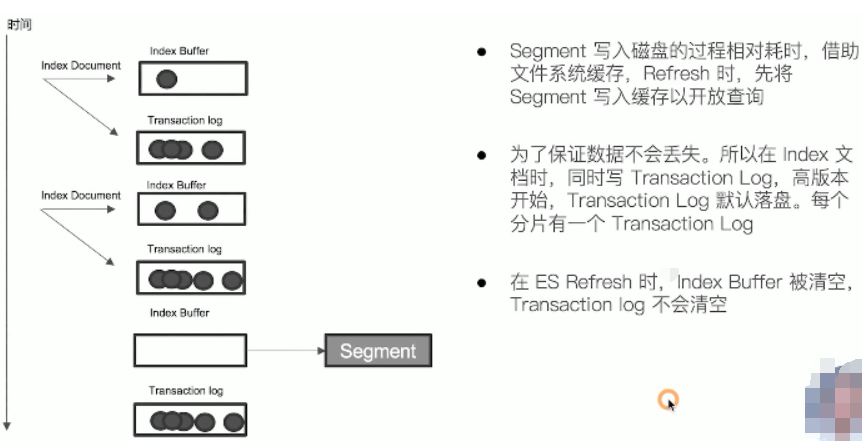 时间
Index Buffer
Index Document
Transaction log
Index Buffer
Index Document
Transaction log
Index Buffer
Segment
Transaction log
● Segment 写入磁盘的过程相对耗时，借助
文件系统缓存，Refresh 时，先将
Segment 写入缓存以开放查询
● 为了保证数据不会丢失。所以在 Index 文
档时，同时写 Transaction Log，高版本
开始，Transaction Log 默认落盘。每个
分片有一个 Transaction Log
● 在 ES Refresh 时，Index Buffer 被清空，
Transaction log 不会清空